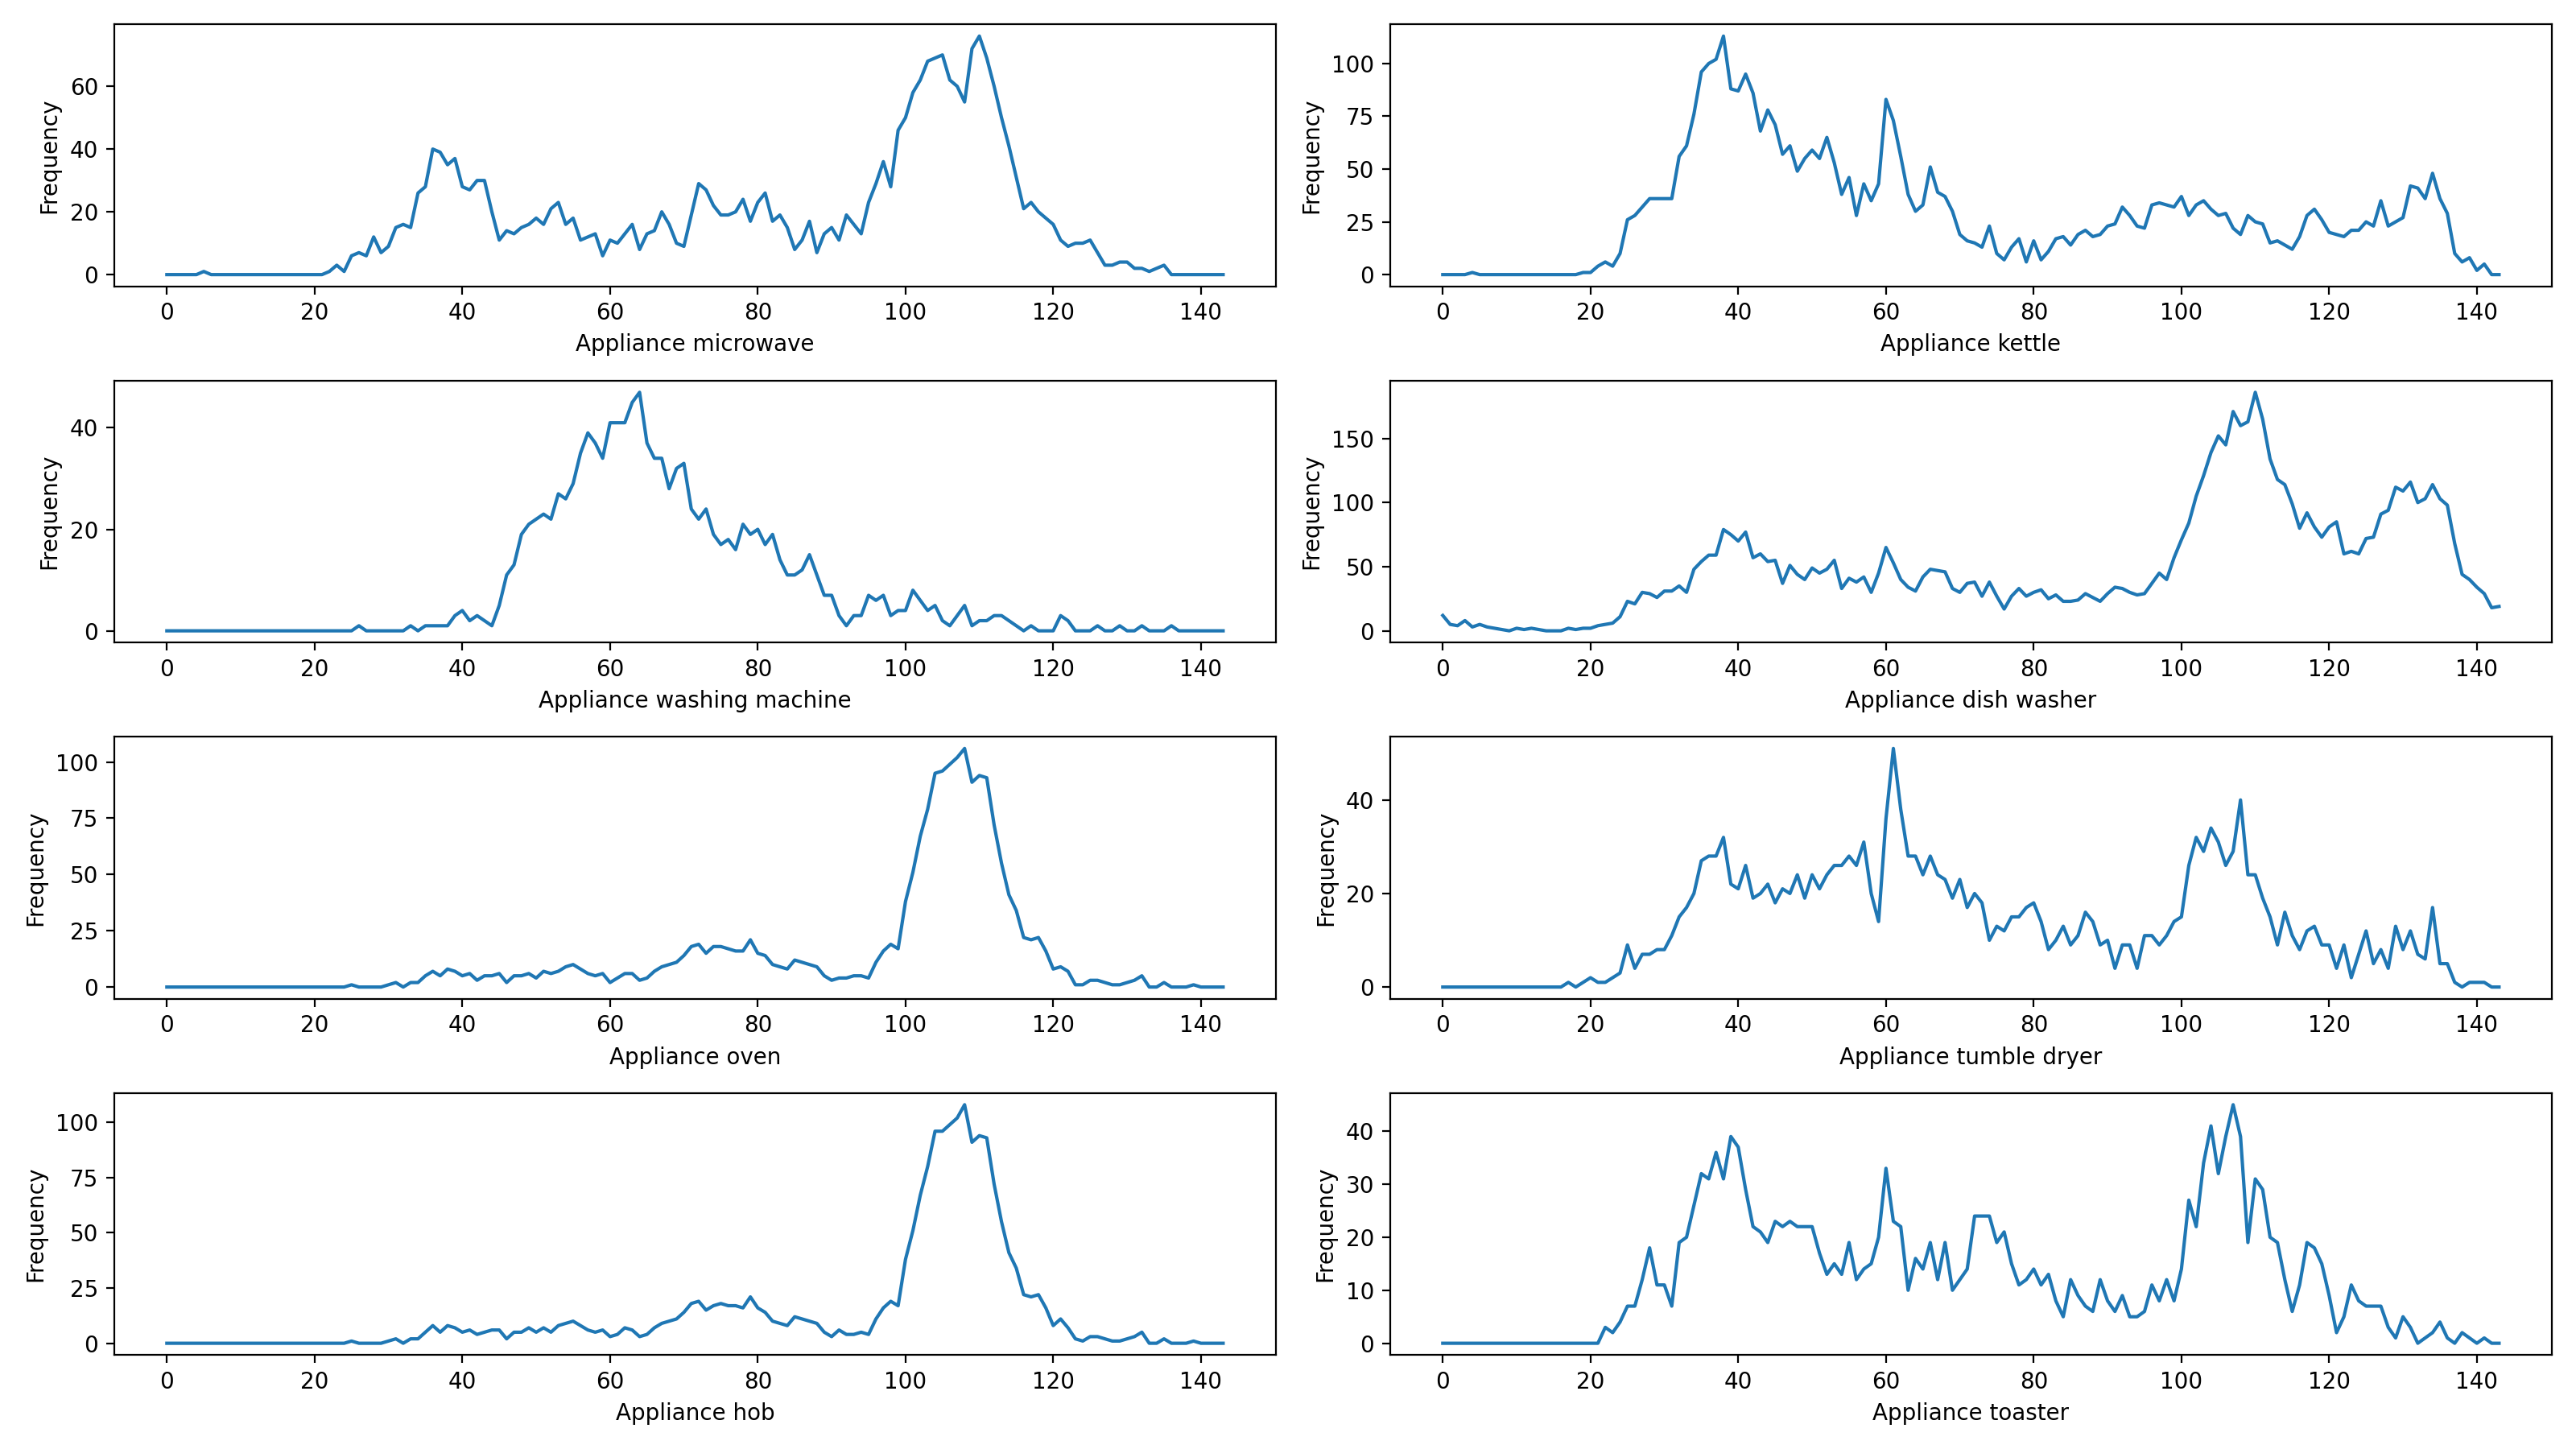 Frequency
60
40
20
0
0 20 40 60 80 100 120 140
Appliance microwave
Frequency
100
75
50
25
0
0 20 40 60 80 100 120 140
Appliance kettle
Frequency
40
20
0
0 20 40 60 80 100 120 140
Appliance washing machine
Frequency
150
100
50
0
0 20 40 60 80 100 120 140
Appliance dish washer
Frequency
100
75
50
25
0
0 20 40 60 80 100 120 140
Appliance oven
Frequency
40
20
0
0 20 40 60 80 100 120 140
Appliance tumble dryer
Frequency
100
75
50
25
0
0 20 40 60 80 100 120 140
Appliance hob
Frequency
40
30
20
10
0
0 20 40 60 80 100 120 140
Appliance toaster